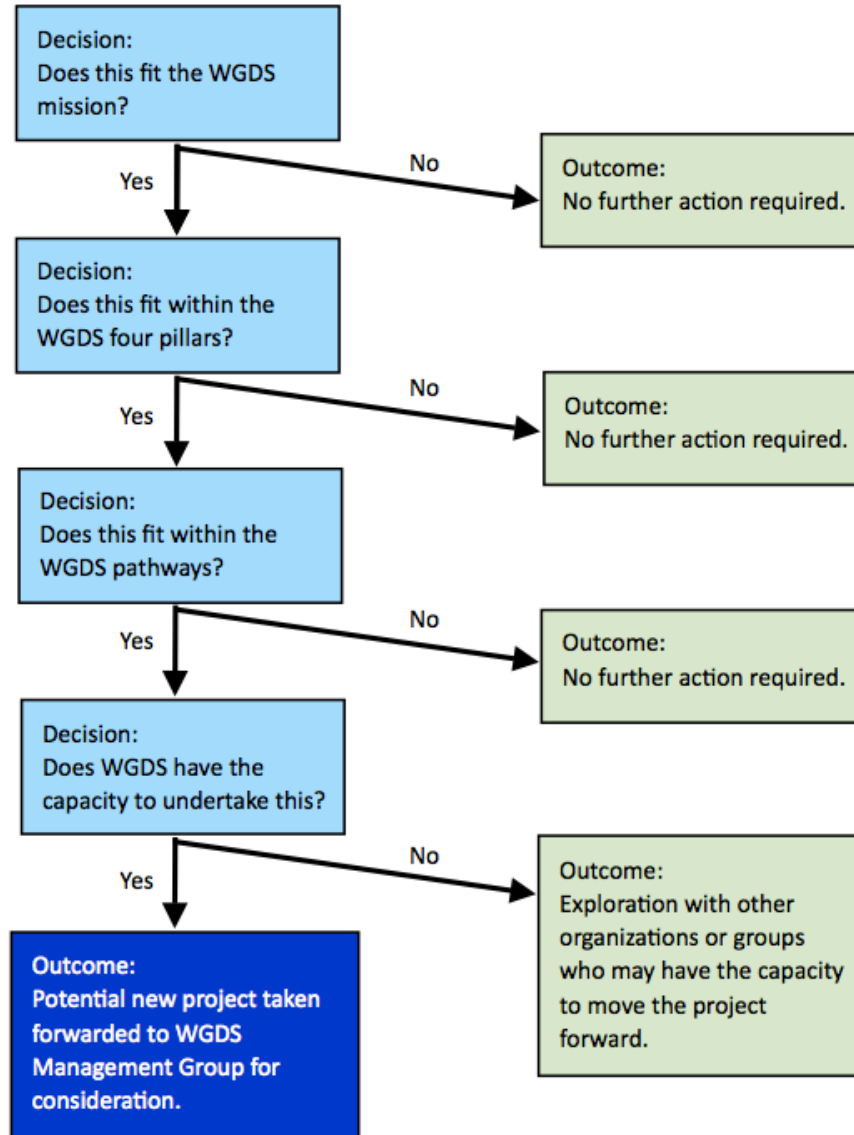 Decision:
Does this fit the WGDS
mission?
No
Yes
Outcome:
No further action required.
Decision:
Does this fit within the
WGDS four pillars?
No
Yes
Outcome:
No further action required.
Decision:
Does this fit within the
WGDS pathways?
No
Yes
Outcome:
No further action required.
Decision:
Does WGDS have the
capacity to undertake this?
No
Yes
Outcome:
Exploration with other
organizations or groups
who may have the capacity
to move the project
forward.
Outcome:
Potential new project taken
forwarded to WGDS
Management Group for
consideration.